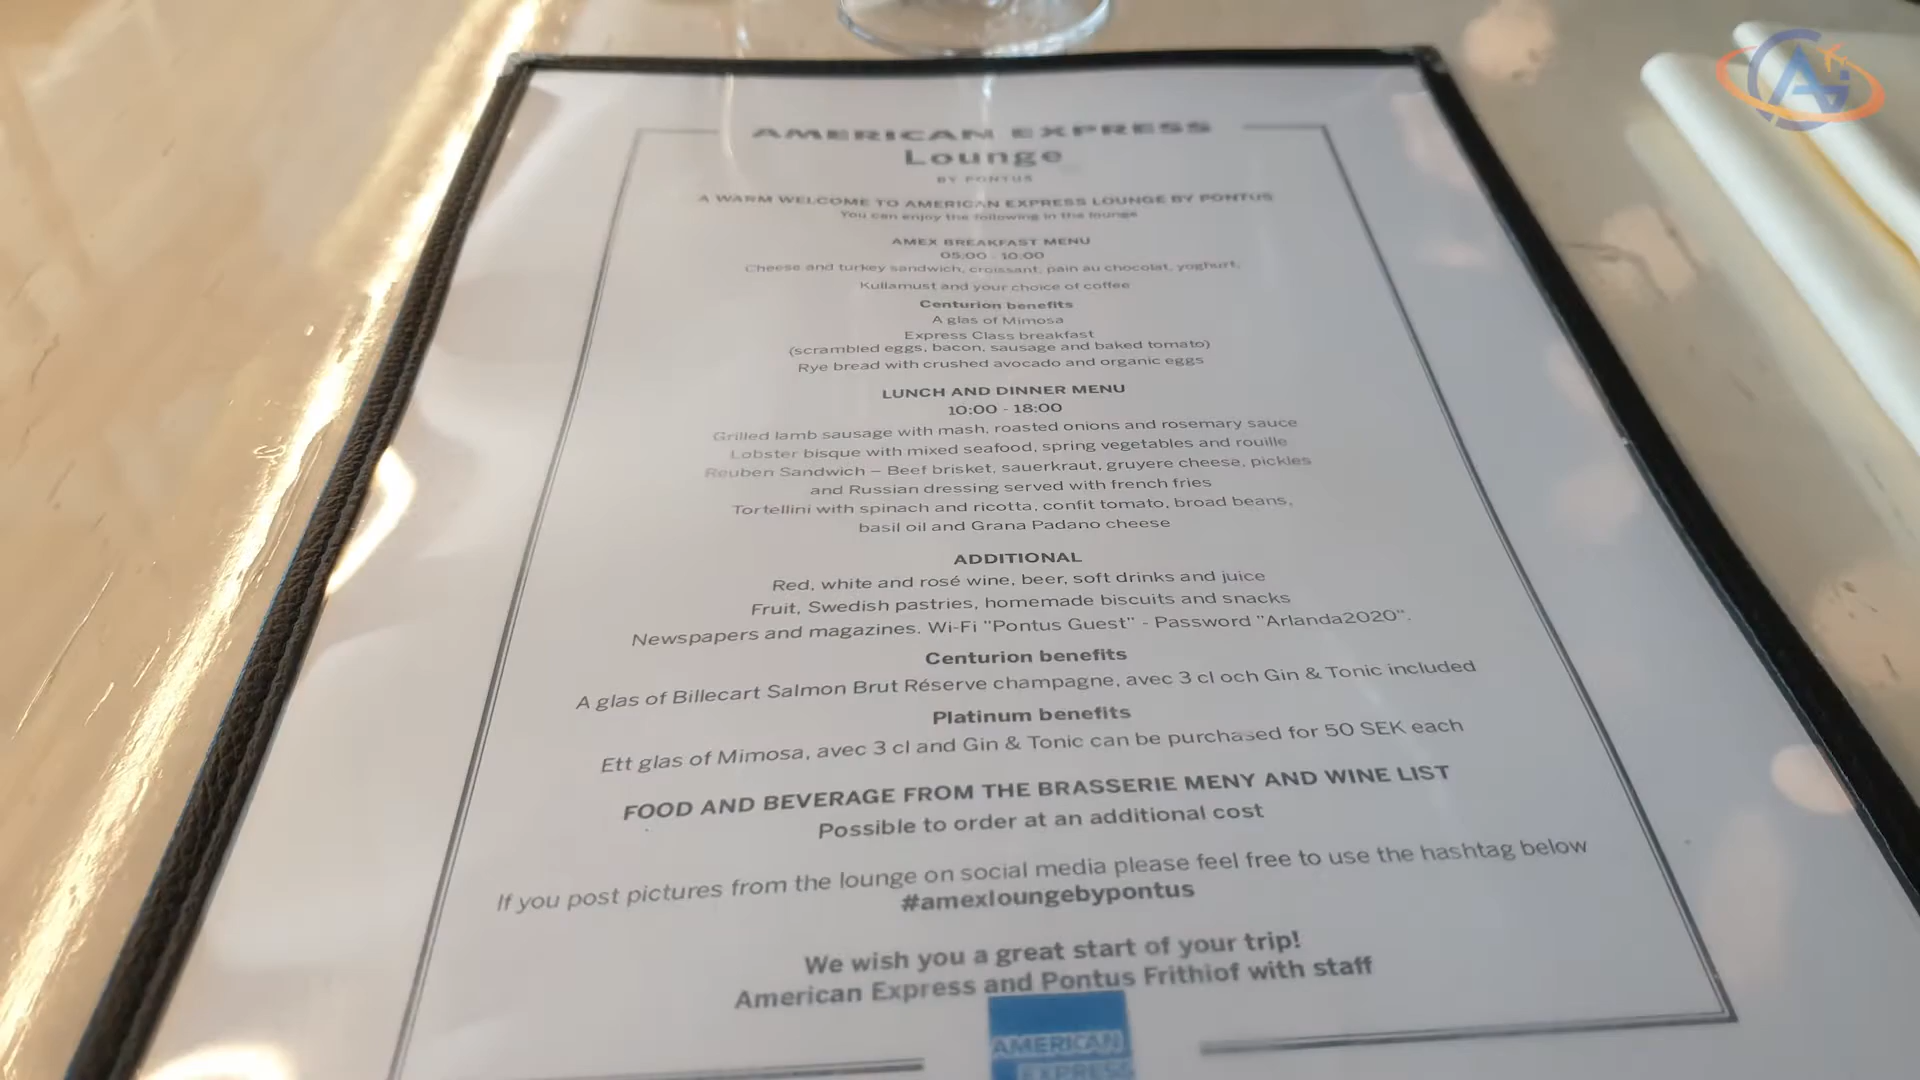 AMERICAN EXPRESS
Lounge
BY PONTUS
A WARM WELCOME TO AMERICAN EXPRESS LOUNGE BY PONTUS
You can enjoy the following in the lounge
AMEX BREAKFAST MENU
05:00 - 10:00
Cheese and turkey sandwich, croissant, pain au chocolat, yoghurt,
Kullamust and your choice of coffee
Centurion benefits
A glas of Mimosa
Express Class breakfast
(scrambled eggs, bacon, sausage and baked tomato)
Rye bread with crushed avocado and organic eggs
LUNCH AND DINNER MENU
10:00 - 18:00
Grilled lamb sausage with mash, roasted onions and rosemary sauce
Lobster bisque with mixed seafood, spring vegetables and rouille
Reuben Sandwich – Beef brisket, sauerkraut, gruyere cheese, pickles
and Russian dressing served with french fries
Tortellini with spinach and ricotta, confit tomato, broad beans,
basil oil and Grana Padano cheese
ADDITIONAL
Red, white and rosé wine, beer, soft drinks and juice
Fruit, Swedish pastries, homemade biscuits and snacks
Newspapers and magazines. Wi-Fi "Pontus Guest" - Password "Arlanda2020".
Centurion benefits
A glas of Billecart Salmon Brut Réserve champagne, avec 3 cl och Gin & Tonic included
Platinum benefits
Ett glas of Mimosa, avec 3 cl and Gin & Tonic can be purchased for 50 SEK each
FOOD AND BEVERAGE FROM THE BRASSERIE MENY AND WINE LIST
Possible to order at an additional cost
If you post pictures from the lounge on social media please feel free to use the hashtag below
#amexloungebypontus
We wish you a great start of your trip!
American Express and Pontus Frithiof with staff
AMERICAN
EXPRESS